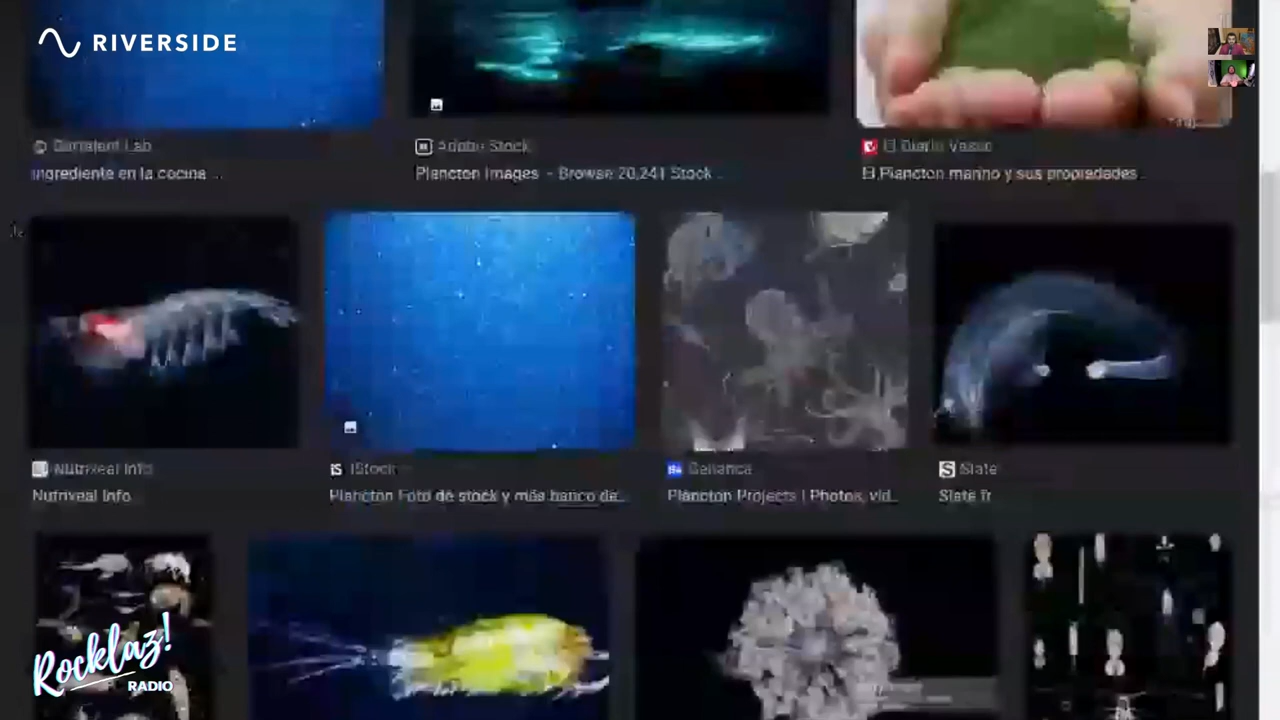 RIVERSIDE
Adobe Stock
El Diario Vasco
ingrediente en la cocina ...
Plancton Images - Browse 20,241 Stock ...
El Plancton marino y sus propiedades
Nutriveal Info
iStock
Slate
Nutriveal Info
Plancton Foto de stock y más banco de...
Plancton Projects | Photos, vid...
Slate fr
Rocklaz!
RADIO